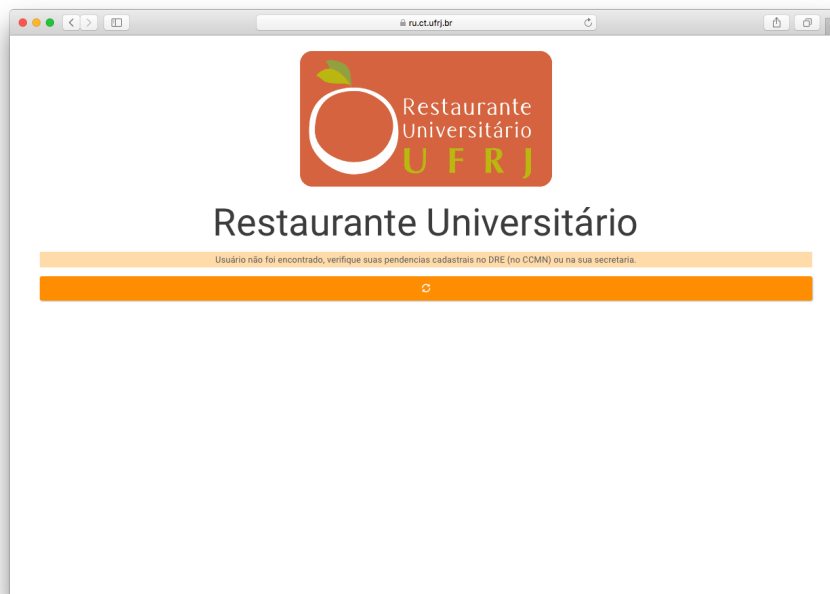 ru.ct.ufrj.br
Restaurante
Universitário
UFRJ
Restaurante Universitário
Usuário não foi encontrado, verifique suas pendencias cadastrais no DRE (no CCMN) ou na sua secretaria.